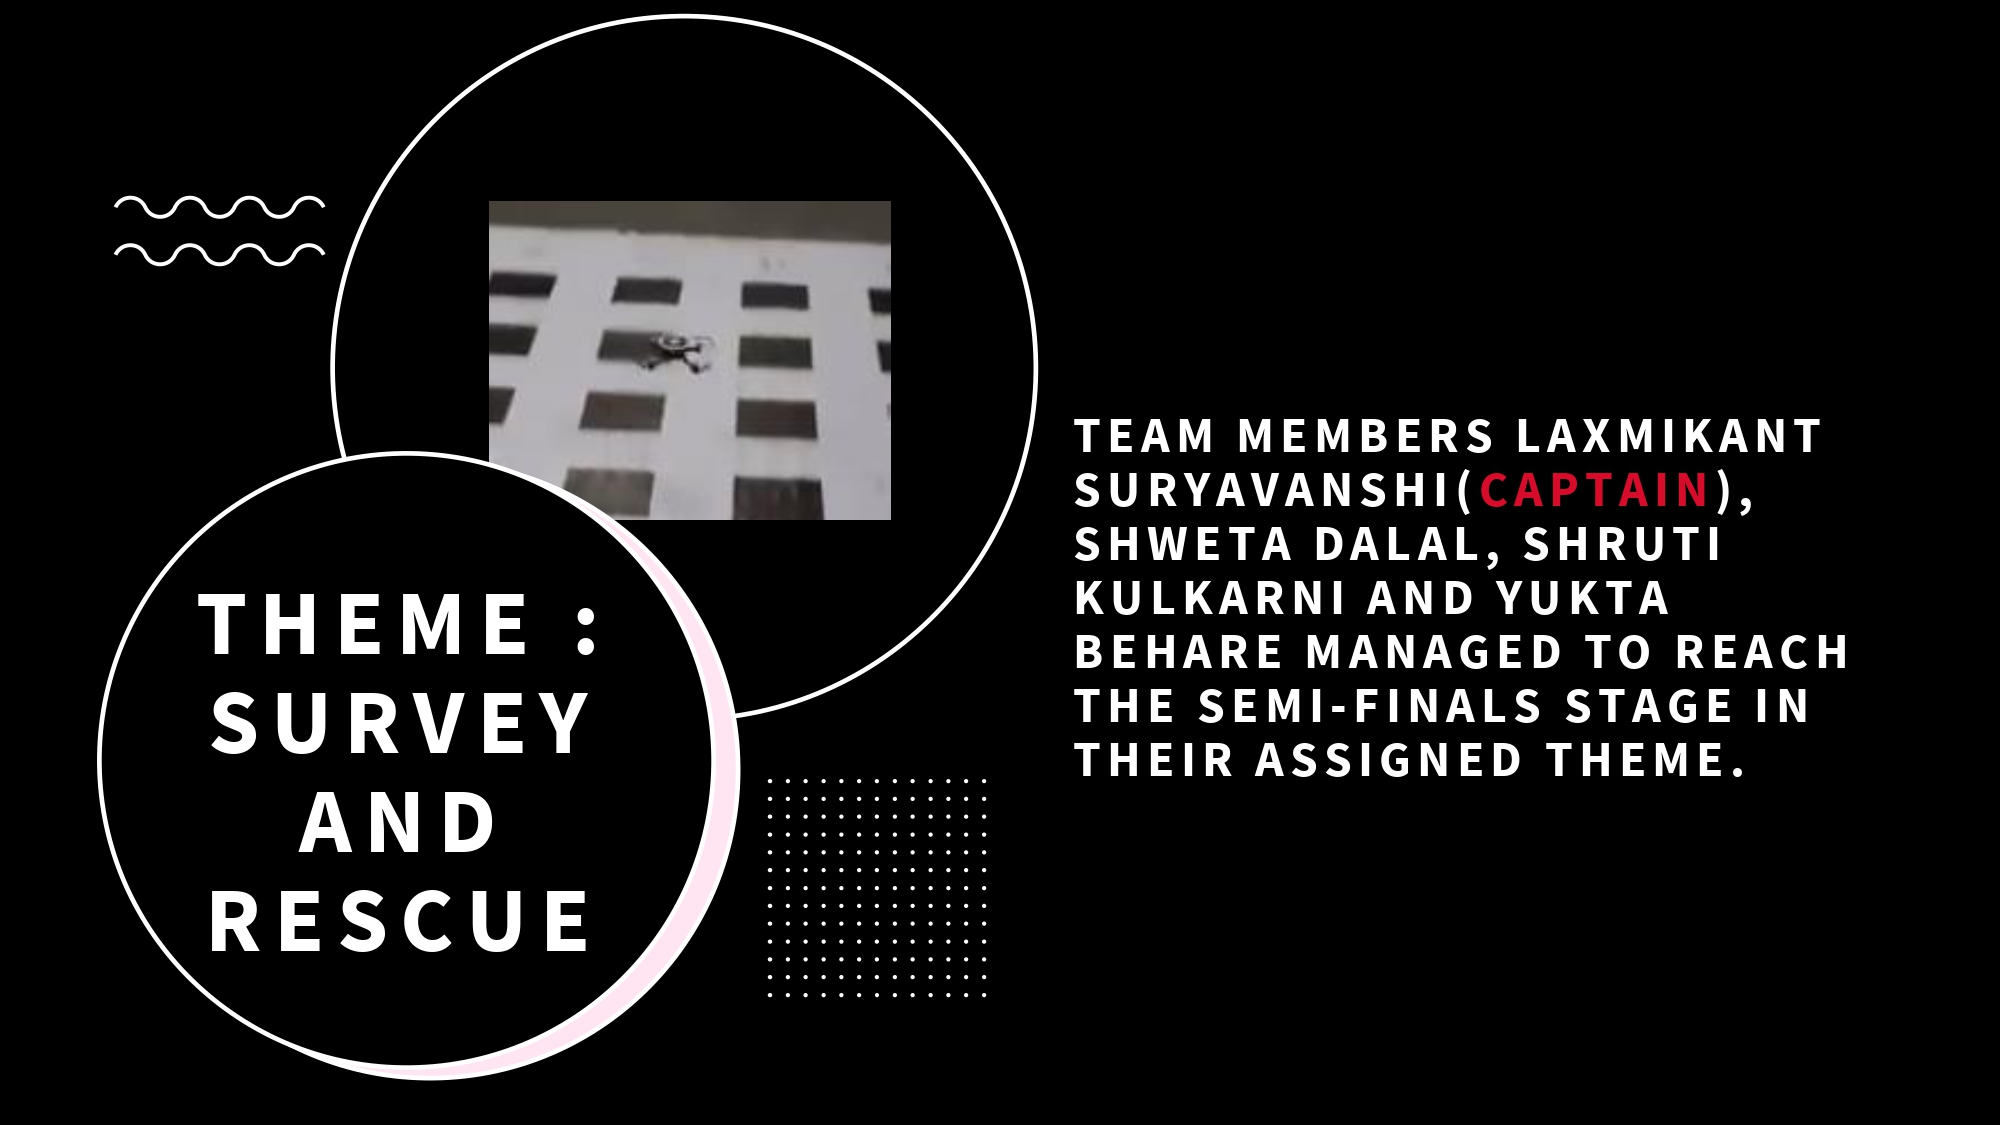 THEME :
SURVEY
AND
RESCUE
TEAM MEMBERS LAXMIKANT
SURYAVANSHI(CAPTAIN),
SHWETA DALAL, SHRUTI
KULKARNI AND YUKTA
BEHARE MANAGED TO REACH
THE SEMI-FINALS STAGE IN
THEIR ASSIGNED THEME.